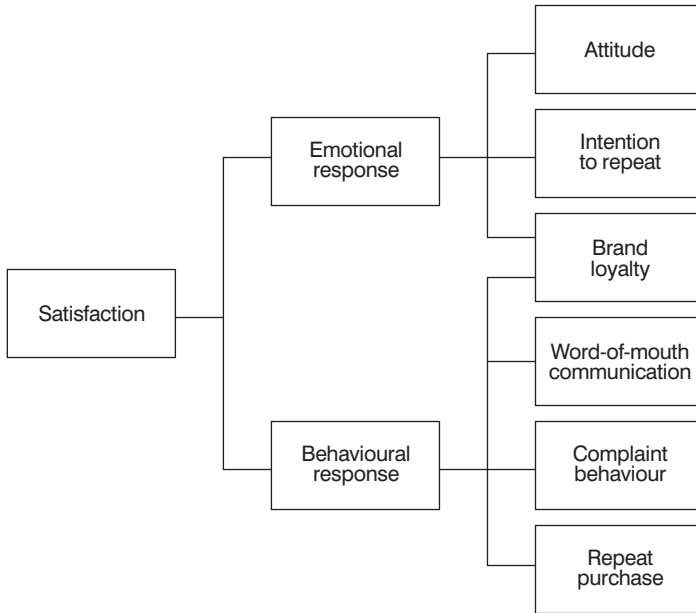 Attitude
Emotional
response
Intention
to repeat
Brand
loyalty
Satisfaction
Word-of-mouth
communication
Behavioural
response
Complaint
behaviour
Repeat
purchase